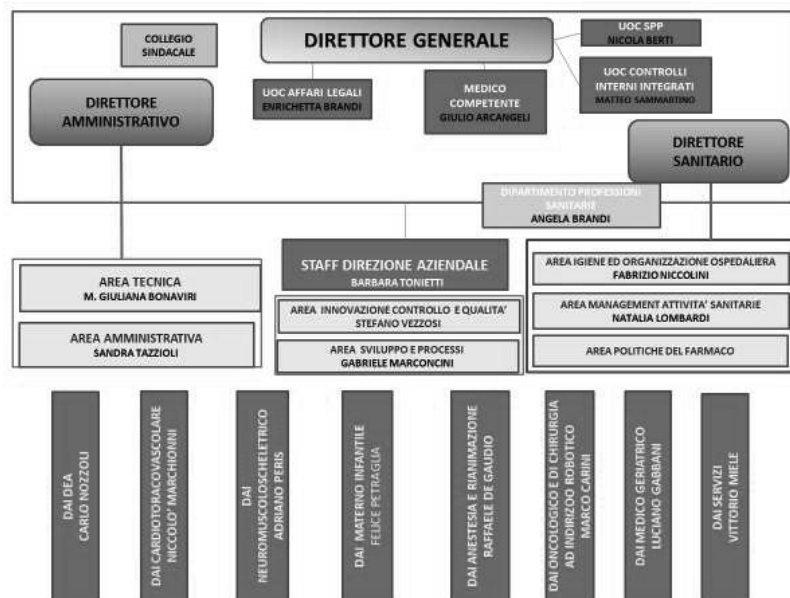 COLLEGIO
SINDACALE
DIRETTORE GENERALE
UOC SPP
NICOLA BERTI
UOC AFFARI LEGALI
ENRICHETTA BRANDI
MEDICO
COMPETENTE
GIULIO ARCANGELI
UOC CONTROLLI
INTERNI INTEGRATI
MATTEO SAMMARTINO
DIRETTORE
AMMINISTRATIVO
DIRETTORE
SANITARIO
DIPARTIMENTO PROFESSIONI
SANITARIE
ANGELA BRANDI
AREA TECNICA
M. GIULIANA BONAVIRI
AREA AMMINISTRATIVA
SANDRA TAZZIOLI
STAFF DIREZIONE AZIENDALE
BARBARA TONIETTI
AREA INNOVAZIONE CONTROLLO E QUALITA'
STEFANO VEZZOSI
AREA SVILUPPO E PROCESSI
GABRIELE MARCONCINI
AREA IGIENE ED ORGANIZZAZIONE OSPEDALIERA
FABRIZIO NICCOLINI
AREA MANAGEMENT ATTIVITA' SANITARIE
NATALIA LOMBARDI
AREA POLITICHE DEL FARMACO
DAI DEA
CARLO NOZZOLI
DAI CARDIOTORACOVASCOLARE
NICCOLO' MARCHIONNI
DAI
NEUROMUSCOLOSCHELETRICO
ADRIANO PERIS
DAI MATERNO INFANTILE
FELICE PETRAGLIA
DAI ANESTESIA E RIANIMAZIONE
RAFFAELE DE GAUDIO
DAI ONCOLOGICO E DI CHIRURGIA
AD INDIRIZOO ROBOTICO
MARCO CARINI
DAI MEDICO GERIATRICO
LUCIANO GABBANI
DAI SERVIZI
VITTORIO MIELE